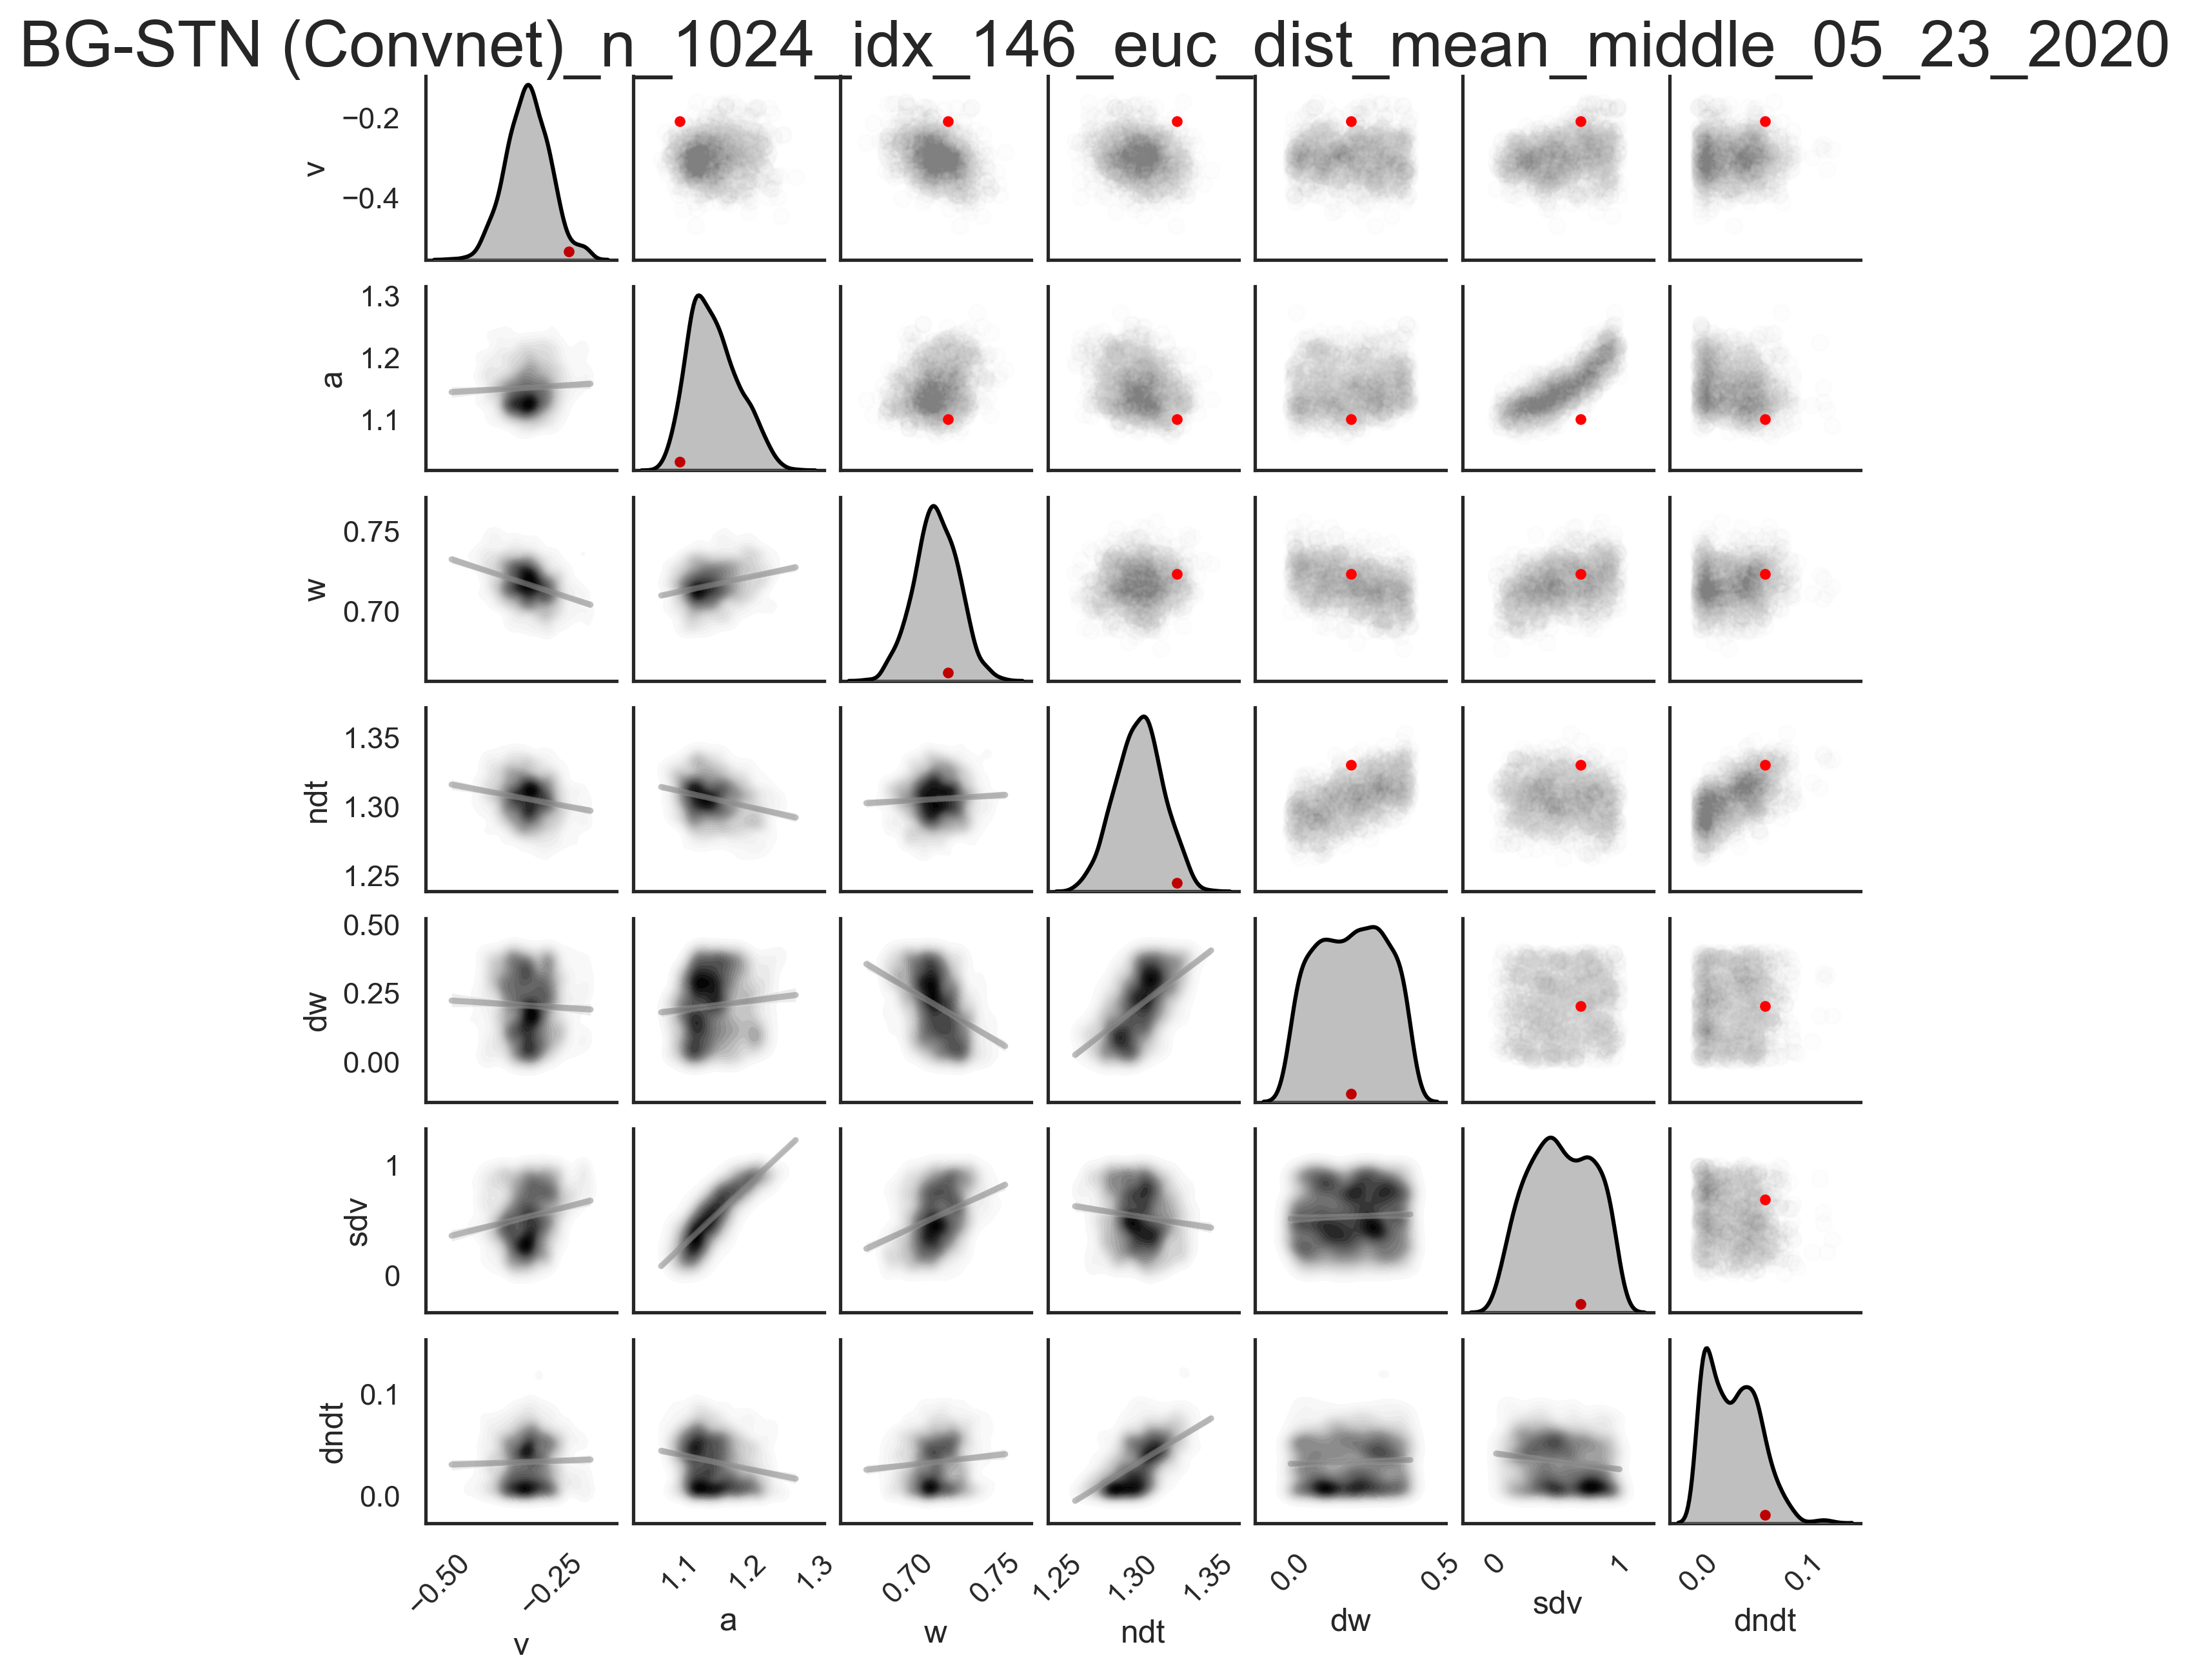 BG-STN (Convnet)_n_1024_idx_146_euc_dist_mean_middle_05_23_2020
−0.2
v
−0.4
1.3
1.2
a
1.1
0.75
w
0.70
1.35
ndt
1.30
1.25
0.50
dw
0.25
0.00
1
sdv
0
0.1
dndt
0.0
−0.50 −0.25 1.1 1.2 1.3 0.70 0.75 1.25 1.30 1.35 0.0 0.5 0 1 0.0 0.1
v a w ndt dw sdv dndt